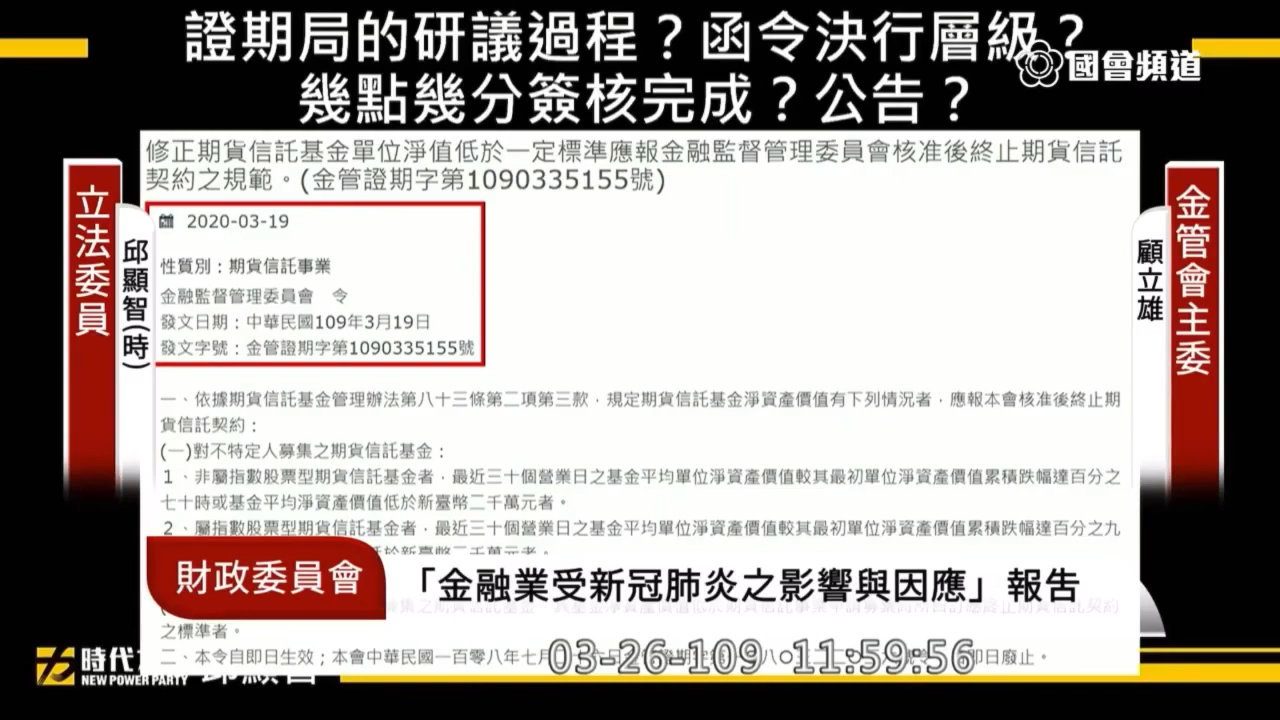 證期局的研議過程？函令決行層級？
幾點幾分簽核完成？公告？
國會頻道
修正期貨信託基金單位淨值低於一定標準應報金融監督管理委員會核准後終止期貨信託
契約之規範。(金管證期字第1090335155號)
2020-03-19
性質別：期貨信託事業
金融監督管理委員會　令
發文日期：中華民國109年3月19日
發文字號：金管證期字第1090335155號
一、依據期貨信託基金管理辦法第八十三條第二項第三款，規定期貨信託基金淨資產價值有下列情況者，應報本會核准後終止期
貨信託契約：
(一)對不特定人募集之期貨信託基金：
1、非屬指數股票型期貨信託基金者，最近三十個營業日之基金平均單位淨資產價值較其最初單位淨資產價值累積跌幅達百分之
七十時或基金平均淨資產價值低於新臺幣二千萬元者。
2、屬指數股票型期貨信託基金者，最近三十個營業日之基金平均單位淨資產價值較其最初單位淨資產價值累積跌幅達百分之九
之標準者。
二、本令自即日生效；本會中華民國一百零八年七月
即日廢止。
立法委員
邱顯智(時)
金管會主委
顧立雄
財政委員會
「金融業受新冠肺炎之影響與因應」報告
03-26-109 11:59:56
時代
NEW POWER PARTY
邱顯智